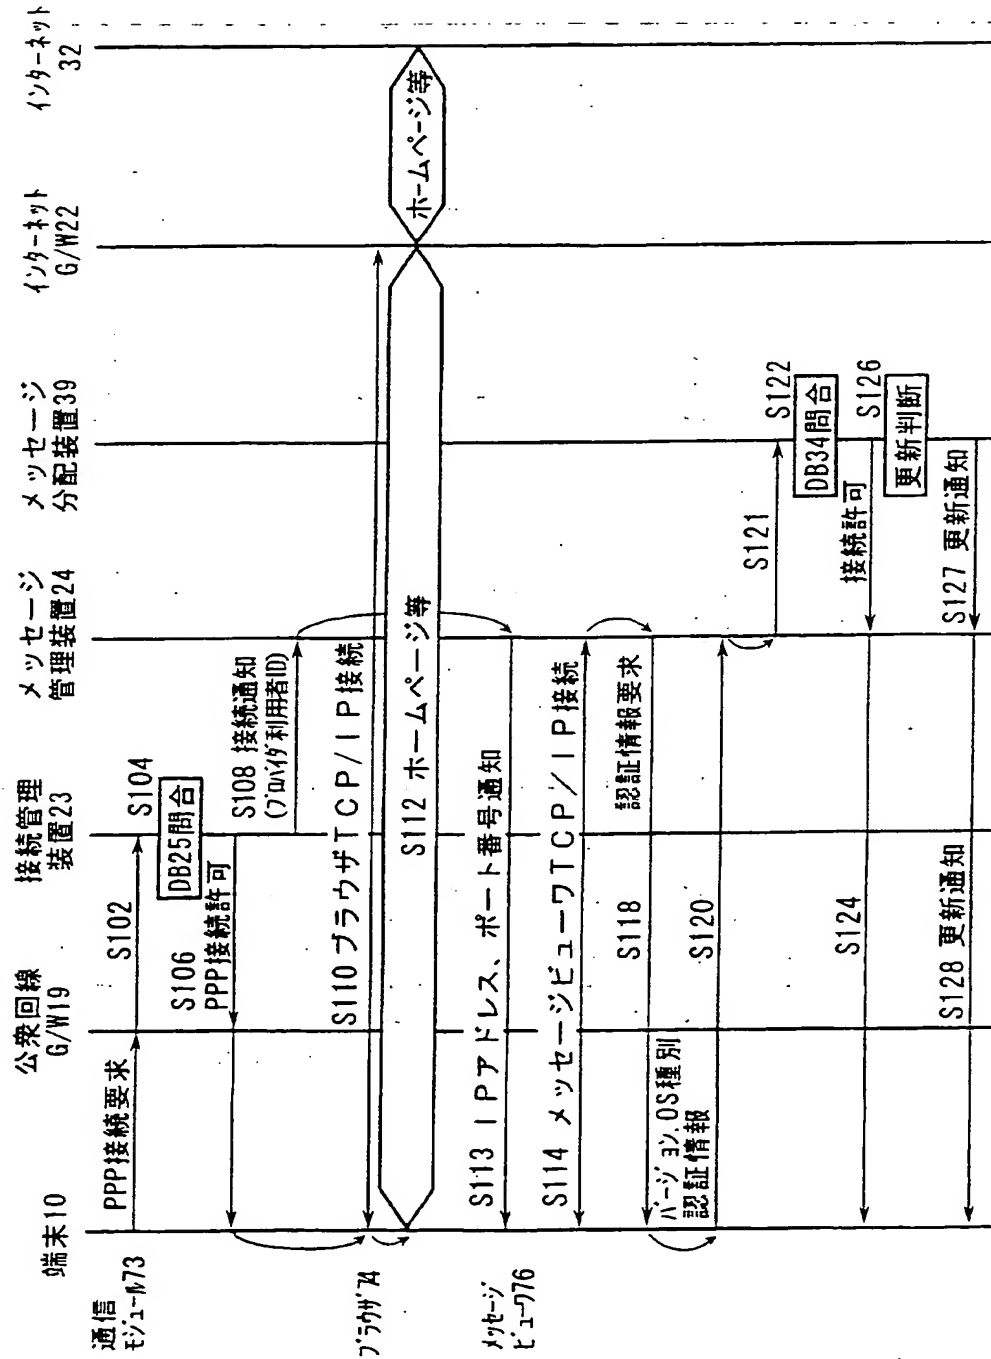 端末10
公衆回線
G/W19
接続管理
装置23
メッセージ
管理装置24
メッセージ
分配装置39
インターネット
G/W22
インターネット
32
通信
モジュール73
PPP接続要求
S102
S104
DB25問合
S106
PPP接続許可
S108 接続通知
(プロバイダ利用者ID)
ブラウザ74
S110 ブラウザTCP/IP接続
S112 ホームページ等
ホームページ等
メッセージ
ビューワ76
S113 IPアドレス、ポート番号通知
S114 メッセージビューワTCP/IP接続
認証情報要求
S118
バージョン,OS種別
認証情報
S120
S121
S122
DB34問合
接続許可
S124
S126
更新判断
S127 更新通知
S128 更新通知